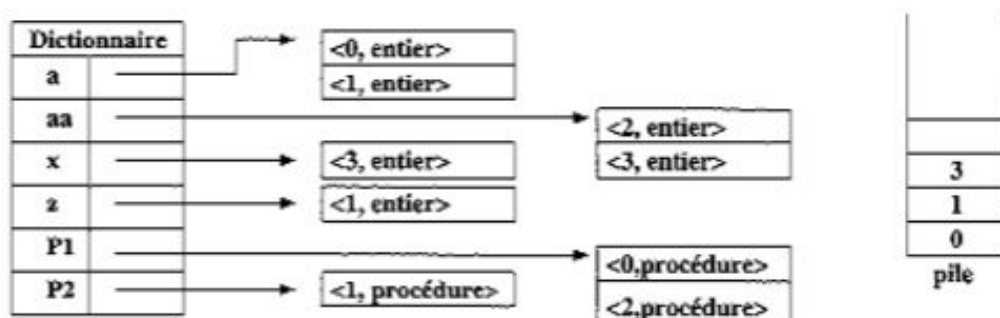 Dictionnaire
a
<0, entier>
<1, entier>
aa
<2, entier>
<3, entier>
x
<3, entier>
z
<1, entier>
P1
<0,procédure>
<2,procédure>
P2
<1, procédure>
3
1
0
pile